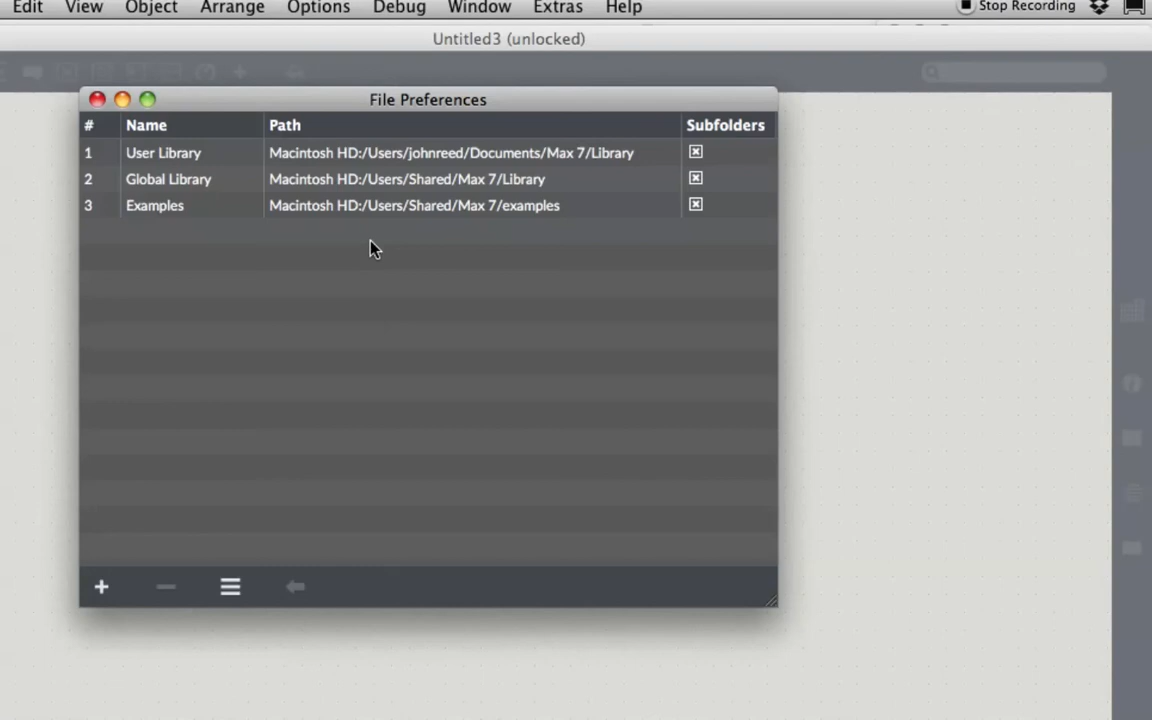 Edit View Object Arrange Options Debug Window Extras Help Stop Recording
Untitled3 (unlocked)
File Preferences
# Name Path Subfolders
1 User Library Macintosh HD:/Users/johnreed/Documents/Max 7/Library
2 Global Library Macintosh HD:/Users/Shared/Max 7/Library
3 Examples Macintosh HD:/Users/Shared/Max 7/examples